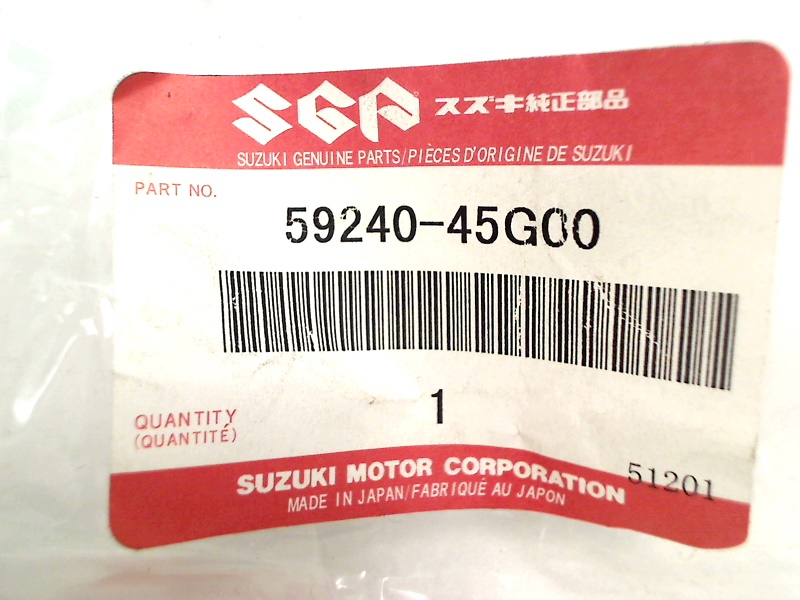 SGP スズキ純正部品
SUZUKI GENUINE PARTS/PIÈCES D'ORIGINE DE SUZUKI
PART NO.
59240-45G00
1
QUANTITY
(QUANTITÉ)
SUZUKI MOTOR CORPORATION
51201
MADE IN JAPAN/FABRIQUÉ AU JAPON